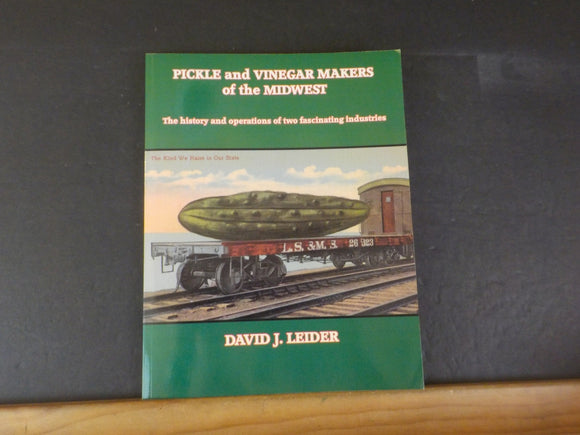 PICKLE and VINEGAR MAKERS
of the MIDWEST
The history and operations of two fascinating industries
The Kind We Raise in Our State
L.S. & M.S. 26323
DAVID J. LEIDER